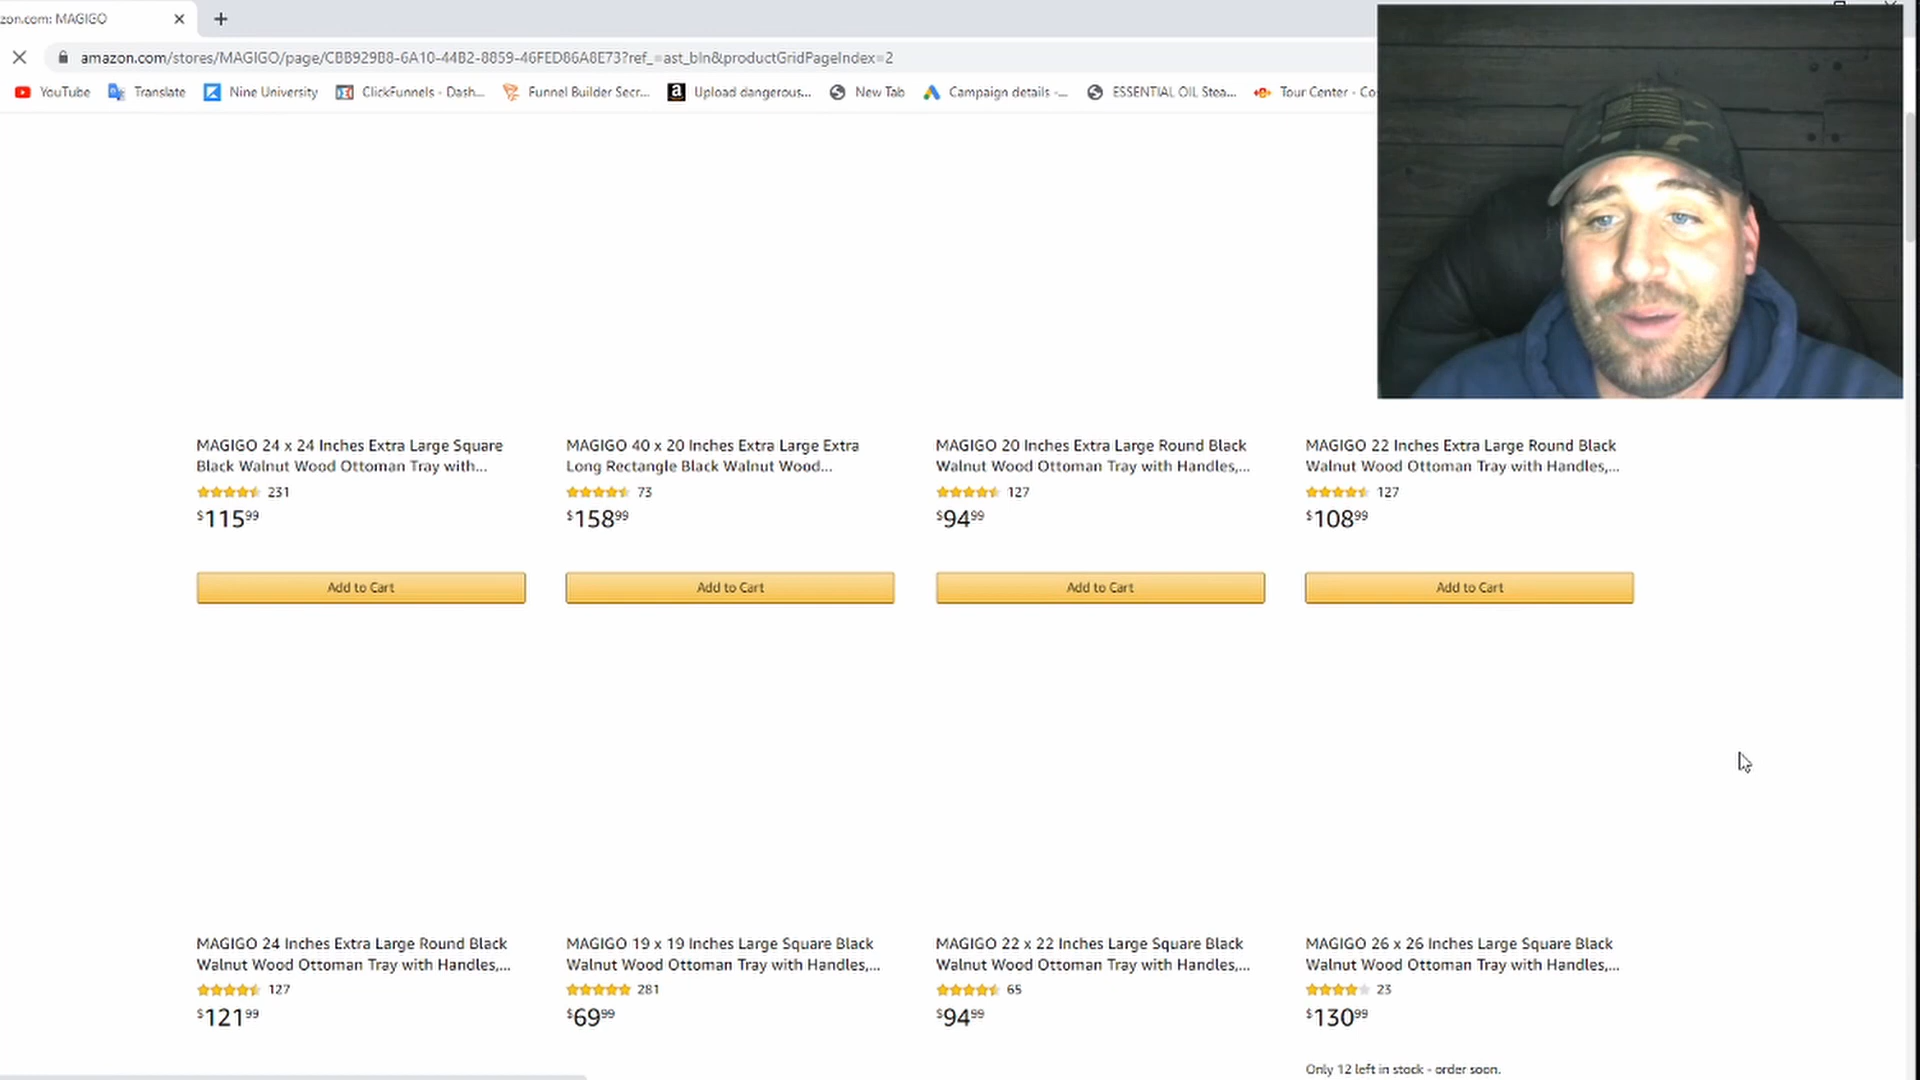 zon.com: MAGIGO
amazon.com/stores/MAGIGO/page/CBB929B8-6A10-44B2-8859-46FED86A8E73?ref_=ast_bln&productGridPageIndex=2
YouTube Translate Nine University ClickFunnels - Dash... Funnel Builder Secr... Upload dangerous... New Tab Campaign details -... ESSENTIAL OIL Stea... Tour Center - Co
MAGIGO 24 x 24 Inches Extra Large Square
Black Walnut Wood Ottoman Tray with...
231
$115.99
Add to Cart
MAGIGO 40 x 20 Inches Extra Large Extra
Long Rectangle Black Walnut Wood...
73
$158.99
Add to Cart
MAGIGO 20 Inches Extra Large Round Black
Walnut Wood Ottoman Tray with Handles,...
127
$94.99
Add to Cart
MAGIGO 22 Inches Extra Large Round Black
Walnut Wood Ottoman Tray with Handles,...
127
$108.99
Add to Cart
MAGIGO 24 Inches Extra Large Round Black
Walnut Wood Ottoman Tray with Handles,...
127
$121.99
MAGIGO 19 x 19 Inches Large Square Black
Walnut Wood Ottoman Tray with Handles,...
281
$69.99
MAGIGO 22 x 22 Inches Large Square Black
Walnut Wood Ottoman Tray with Handles,...
65
$94.99
MAGIGO 26 x 26 Inches Large Square Black
Walnut Wood Ottoman Tray with Handles,...
23
$130.99
Only 12 left in stock - order soon.